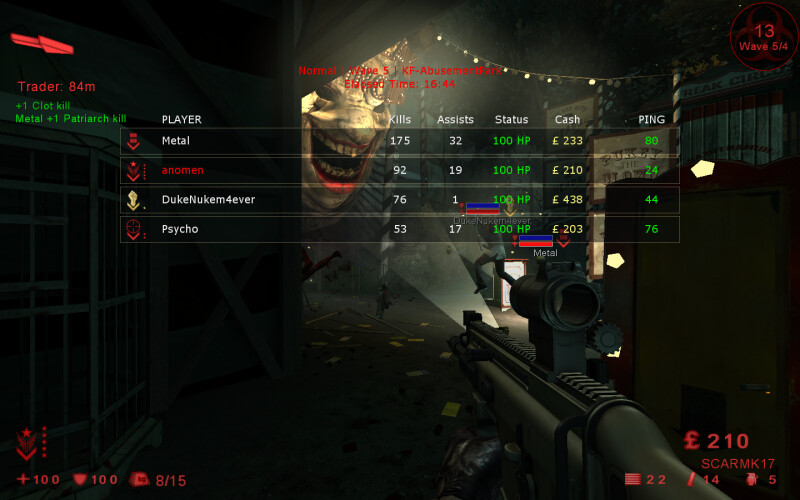 13
Wave 5/4
Normal | Wave 5 | KF-Abusementpark
Elapsed Time: 16:44
Trader: 84m
+1 Clot kill
Metal +1 Patriarch kill
PLAYER Kills Assists Status Cash PING
Metal 175 32 100 HP £ 233 80
anomen 92 19 100 HP £ 210 24
DukeNukem4ever 76 1 100 HP £ 438 44
Psycho 53 17 100 HP £ 203 76
DukeNukem4ever
Metal
FREAK CIRCUS
£ 210
SCARMK17
100 100 8/15 22 14 5